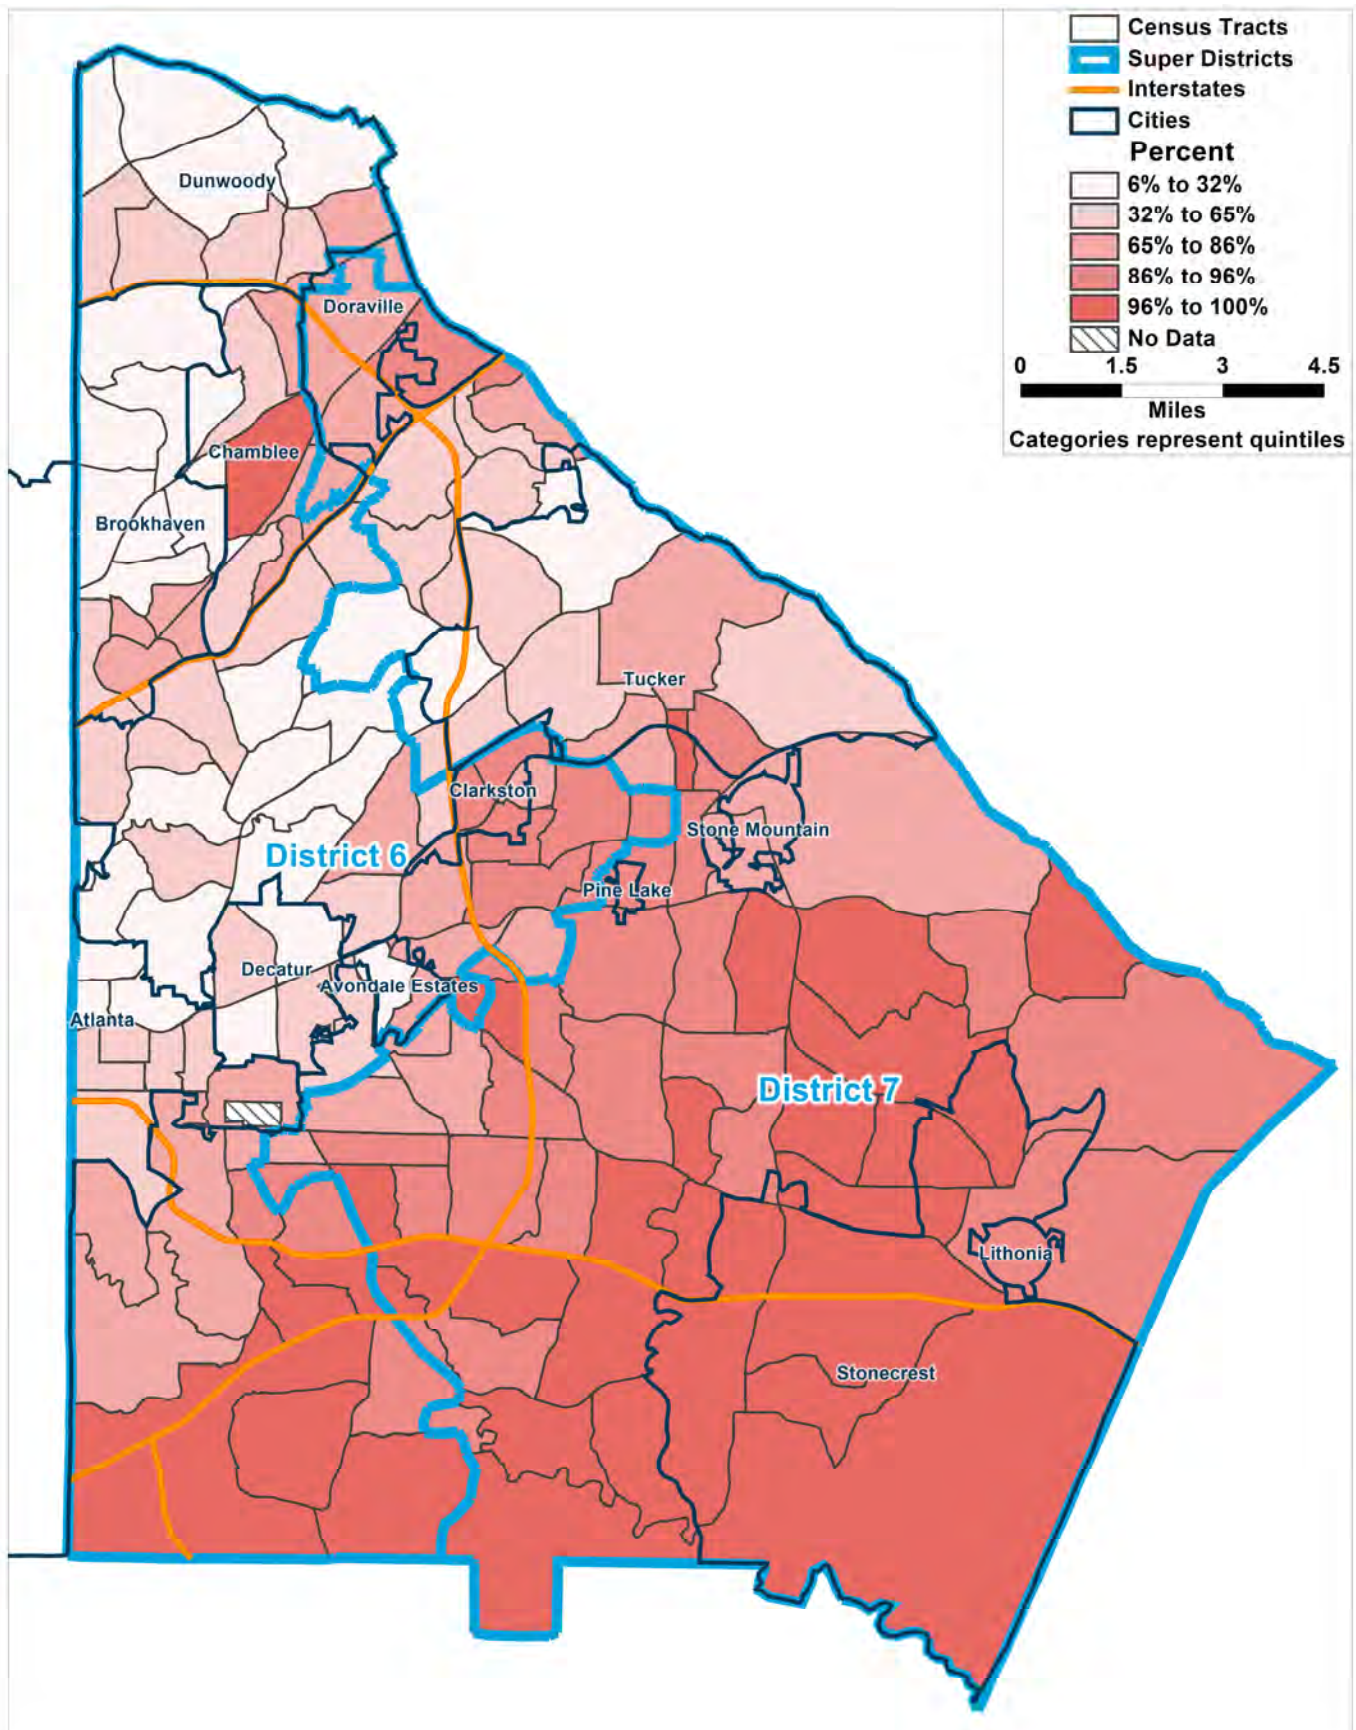 Census Tracts
Super Districts
Interstates
Cities
Percent
6% to 32%
32% to 65%
65% to 86%
86% to 96%
96% to 100%
No Data
0 1.5 3 4.5
Miles
Categories represent quintiles
Dunwoody
Doraville
Chamblee
Brookhaven
Tucker
Clarkston
Stone Mountain
District 6
Pine Lake
Decatur
Avondale Estates
Atlanta
District 7
Lithonia
Stonecrest